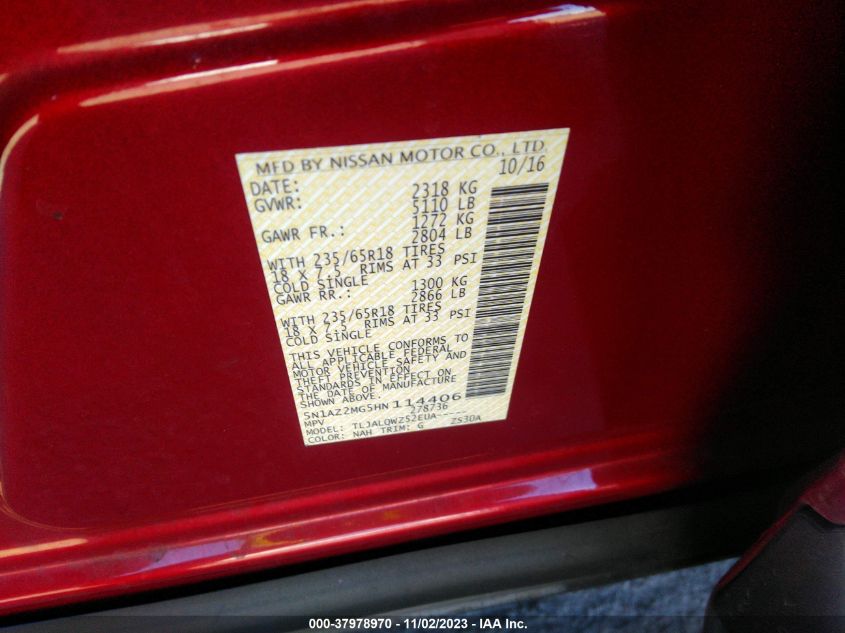 MFD BY NISSAN MOTOR CO., LTD.
DATE: 10/16
GVWR: 2318 KG
5110 LB
GAWR FR.: 1272 KG
2804 LB
WITH 235/65R18 TIRES
18 X 7.5 RIMS AT 33 PSI
COLD SINGLE
GAWR RR.: 1300 KG
2866 LB
WITH 235/65R18 TIRES
18 X 7.5 RIMS AT 33 PSI
COLD SINGLE
THIS VEHICLE CONFORMS TO
ALL APPLICABLE FEDERAL
MOTOR VEHICLE SAFETY AND
THEFT PREVENTION
STANDARDS IN EFFECT ON
THE DATE OF MANUFACTURE
SHOWN ABOVE.
5N1AZ2MG5HN114406
MPV 278736
MODEL: TLJALQWZ52EUA-----
COLOR: NAH TRIM: G ZS30A
000-37978970 - 11/02/2023 - IAA Inc.